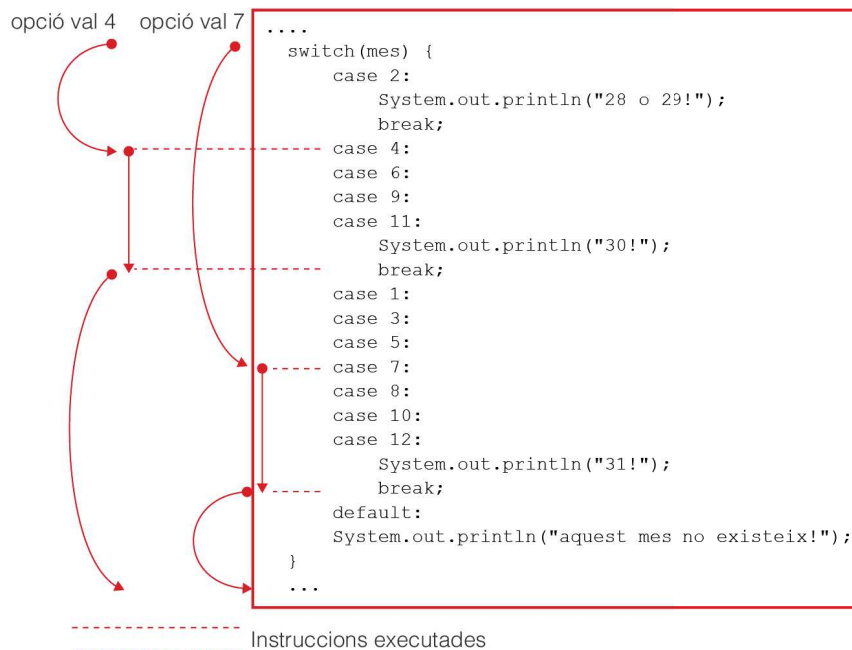 opció val 4 opció val 7
....
switch(mes) {
case 2:
System.out.println("28 o 29!");
break;
case 4:
case 6:
case 9:
case 11:
System.out.println("30!");
break;
case 1:
case 3:
case 5:
case 7:
case 8:
case 10:
case 12:
System.out.println("31!");
break;
default:
System.out.println("aquest mes no existeix!");
}
...
Instruccions executades